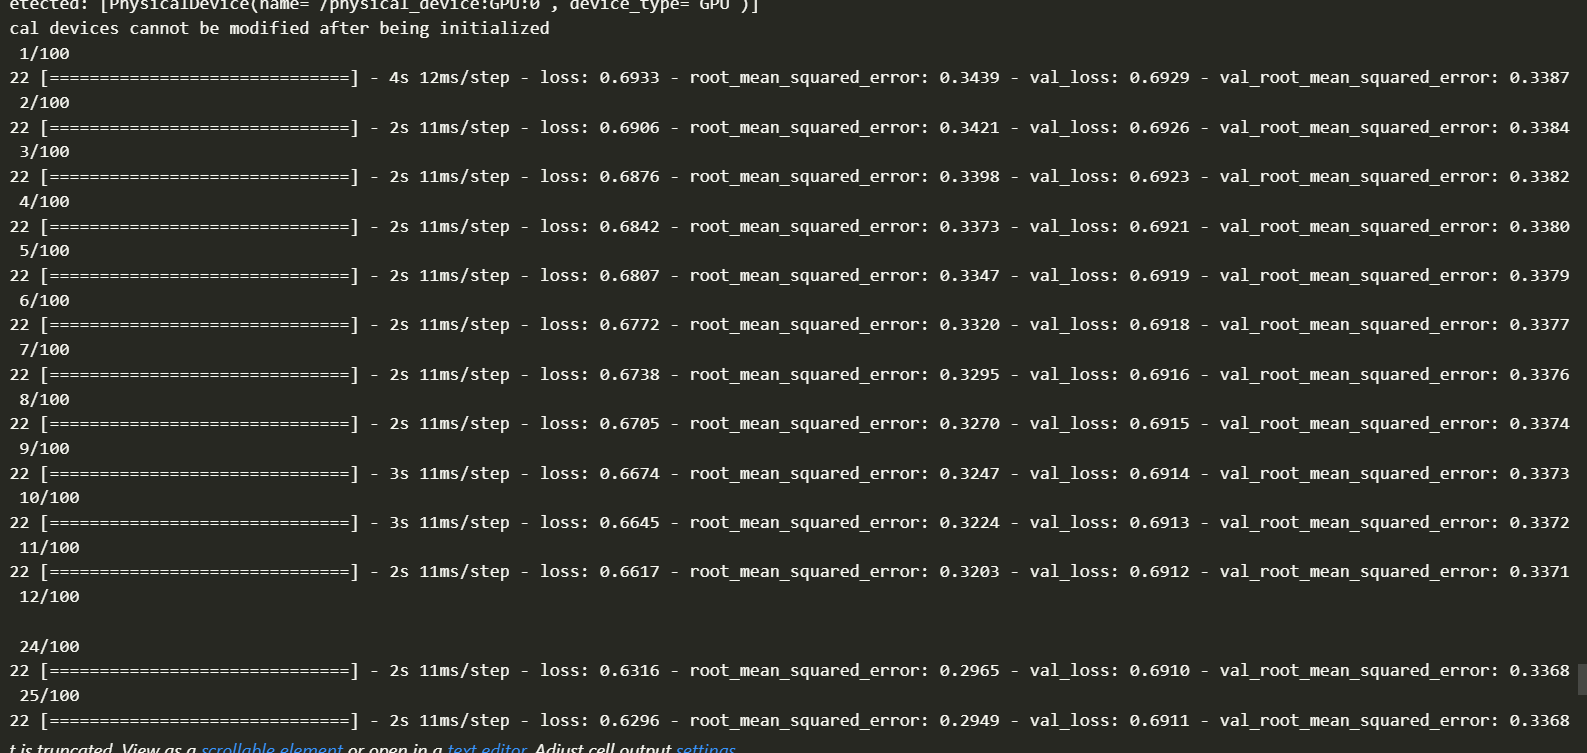 etected: [PhysicalDevice(name='/physical_device:GPU:0', device_type='GPU')]
cal devices cannot be modified after being initialized
1/100
22 [==============================] - 4s 12ms/step - loss: 0.6933 - root_mean_squared_error: 0.3439 - val_loss: 0.6929 - val_root_mean_squared_error: 0.3387
2/100
22 [==============================] - 2s 11ms/step - loss: 0.6906 - root_mean_squared_error: 0.3421 - val_loss: 0.6926 - val_root_mean_squared_error: 0.3384
3/100
22 [==============================] - 2s 11ms/step - loss: 0.6876 - root_mean_squared_error: 0.3398 - val_loss: 0.6923 - val_root_mean_squared_error: 0.3382
4/100
22 [==============================] - 2s 11ms/step - loss: 0.6842 - root_mean_squared_error: 0.3373 - val_loss: 0.6921 - val_root_mean_squared_error: 0.3380
5/100
22 [==============================] - 2s 11ms/step - loss: 0.6807 - root_mean_squared_error: 0.3347 - val_loss: 0.6919 - val_root_mean_squared_error: 0.3379
6/100
22 [==============================] - 2s 11ms/step - loss: 0.6772 - root_mean_squared_error: 0.3320 - val_loss: 0.6918 - val_root_mean_squared_error: 0.3377
7/100
22 [==============================] - 2s 11ms/step - loss: 0.6738 - root_mean_squared_error: 0.3295 - val_loss: 0.6916 - val_root_mean_squared_error: 0.3376
8/100
22 [==============================] - 2s 11ms/step - loss: 0.6705 - root_mean_squared_error: 0.3270 - val_loss: 0.6915 - val_root_mean_squared_error: 0.3374
9/100
22 [==============================] - 3s 11ms/step - loss: 0.6674 - root_mean_squared_error: 0.3247 - val_loss: 0.6914 - val_root_mean_squared_error: 0.3373
10/100
22 [==============================] - 3s 11ms/step - loss: 0.6645 - root_mean_squared_error: 0.3224 - val_loss: 0.6913 - val_root_mean_squared_error: 0.3372
11/100
22 [==============================] - 2s 11ms/step - loss: 0.6617 - root_mean_squared_error: 0.3203 - val_loss: 0.6912 - val_root_mean_squared_error: 0.3371
12/100
24/100
22 [==============================] - 2s 11ms/step - loss: 0.6316 - root_mean_squared_error: 0.2965 - val_loss: 0.6910 - val_root_mean_squared_error: 0.3368
25/100
22 [==============================] - 2s 11ms/step - loss: 0.6296 - root_mean_squared_error: 0.2949 - val_loss: 0.6911 - val_root_mean_squared_error: 0.3368
t is truncated. View as a scrollable element or open in a text editor. Adjust cell output settings